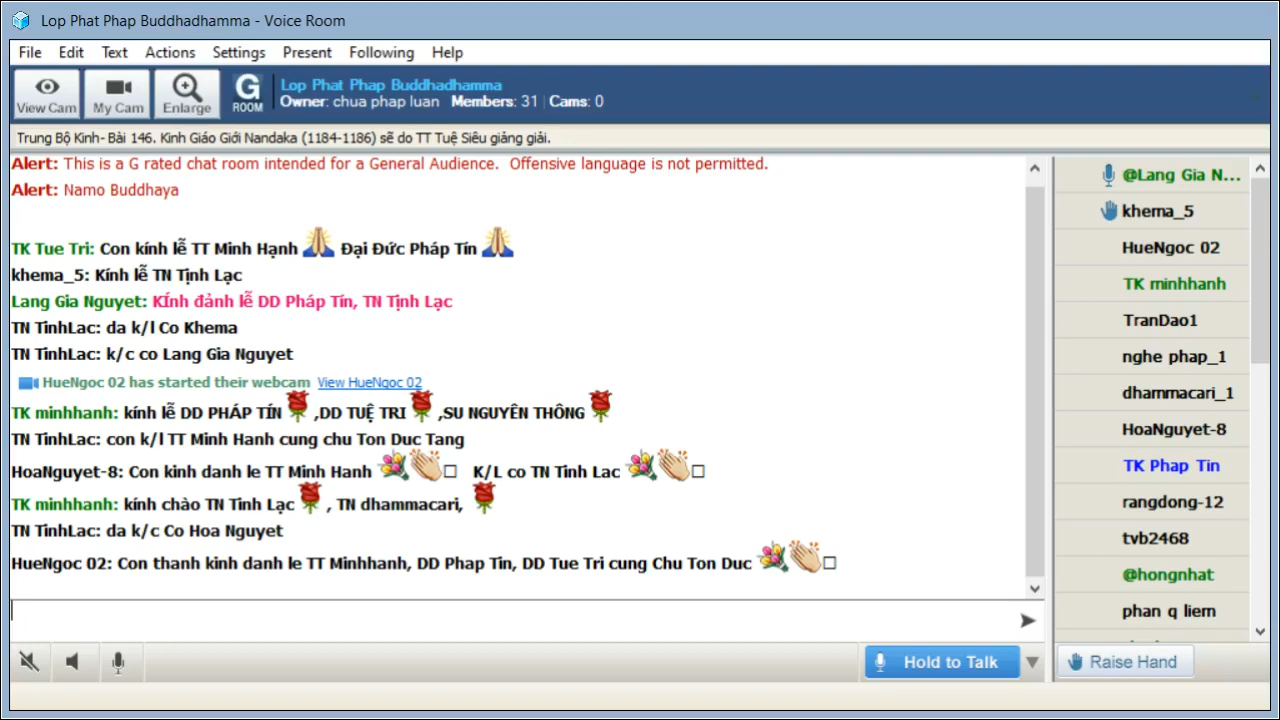 Lop Phat Phap Buddhadhamma - Voice Room
File Edit Text Actions Settings Present Following Help
View Cam My Cam Enlarge G ROOM
Lop Phat Phap Buddhadhamma
Owner: chua phap luan Members: 31 Cams: 0
Trung Bộ Kinh- Bài 146. Kinh Giáo Giới Nandaka (1184-1186) sẽ do TT Tuệ Siêu giảng giải.
Alert: This is a G rated chat room intended for a General Audience. Offensive language is not permitted.
Alert: Namo Buddhaya
TK Tue Tri: Con kính lễ TT Minh Hạnh 🙏 Đại Đức Pháp Tín 🙏
khema_5: Kính lễ TN Tịnh Lạc
Lang Gia Nguyet: KÍnh đảnh lễ DD Pháp Tín, TN Tịnh Lạc
TN TinhLac: da k/l Co Khema
TN TinhLac: k/c co Lang Gia Nguyet
HueNgoc 02 has started their webcam View HueNgoc 02
TK minhhanh: kính lễ DD PHÁP TÍN 🌹 ,DD TUỆ TRI 🌹 ,SU NGUYÊN THÔNG 🌹
TN TinhLac: con k/l TT Minh Hanh cung chu Ton Duc Tang
HoaNguyet-8: Con kinh danh le TT Minh Hanh 💐👏□ K/L co TN Tinh Lac 💐👏□
TK minhhanh: kính chào TN Tinh Lạc 🌹 , TN dhammacari, 🌹
TN TinhLac: da k/c Co Hoa Nguyet
HueNgoc 02: Con thanh kinh danh le TT Minhhanh, DD Phap Tin, DD Tue Tri cung Chu Ton Duc 💐👏□
@Lang Gia N...
khema_5
HueNgoc 02
TK minhhanh
TranDao1
nghe phap_1
dhammacari_1
HoaNguyet-8
TK Phap Tin
rangdong-12
tvb2468
@hongnhat
phan q liem
Hold to Talk
Raise Hand